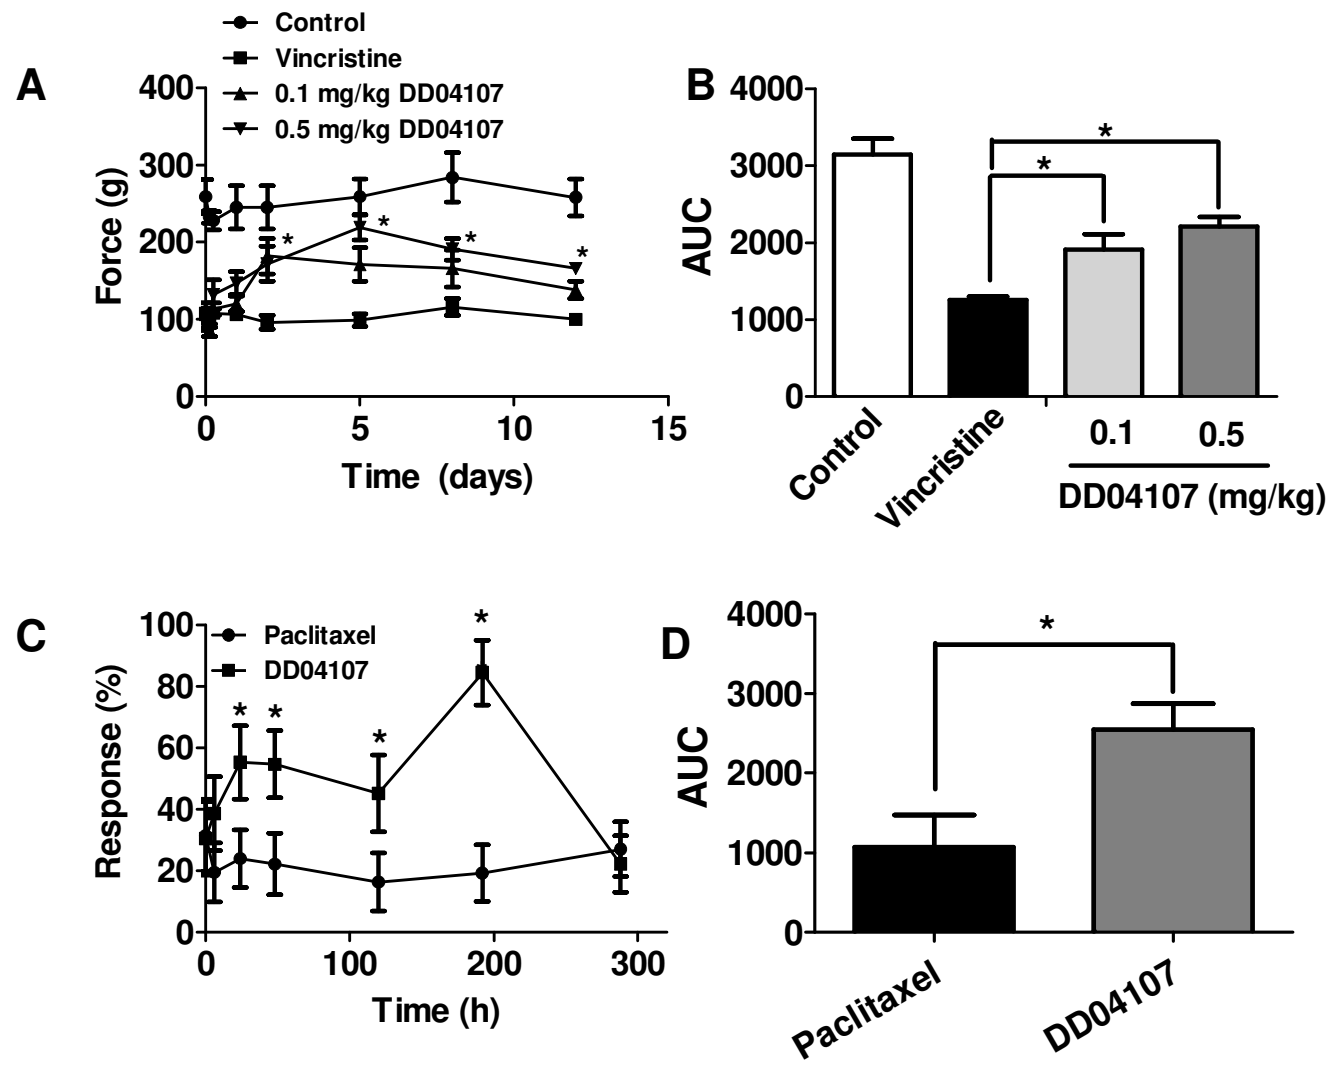 Control
Vincristine
0.1 mg/kg DD04107
0.5 mg/kg DD04107
A
400
300
200
100
0
Force (g)
* * * *
0 5 10 15
Time (days)
B
4000
3000
2000
1000
0
AUC
*
*
Control
Vincristine
0.1 0.5
DD04107 (mg/kg)
C
100
80
60
40
20
0
Response (%)
Paclitaxel
DD04107
* * * *
0 100 200 300
Time (h)
D
4000
3000
2000
1000
0
AUC
*
Paclitaxel
DD04107